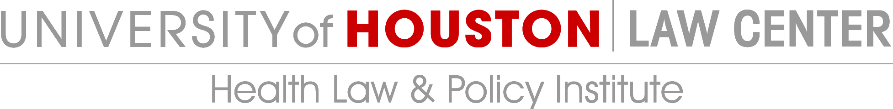 UNIVERSITY of HOUSTON | LAW CENTER
Health Law & Policy Institute